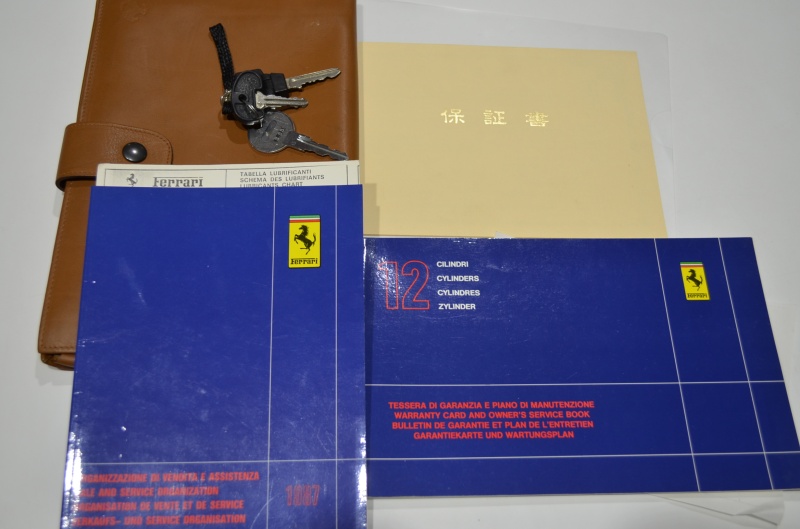 保証書
Ferrari
TABELLA LUBRIFICANTI
SCHEMA DES LUBRIFIANTS
LUBRICANTS CHART
Ferrari
ORGANIZZAZIONE DI VENDITA E ASSISTENZA
SALE AND SERVICE ORGANIZATION
ORGANISATION DE VENTE ET DE SERVICE
VERKAUFS- UND SERVICE ORGANISATION
1987
12
CILINDRI
CYLINDERS
CYLINDRES
ZYLINDER
Ferrari
TESSERA DI GARANZIA E PIANO DI MANUTENZIONE
WARRANTY CARD AND OWNER'S SERVICE BOOK
BULLETIN DE GARANTIE ET PLAN DE L'ENTRETIEN
GARANTIEKARTE UND WARTUNGSPLAN